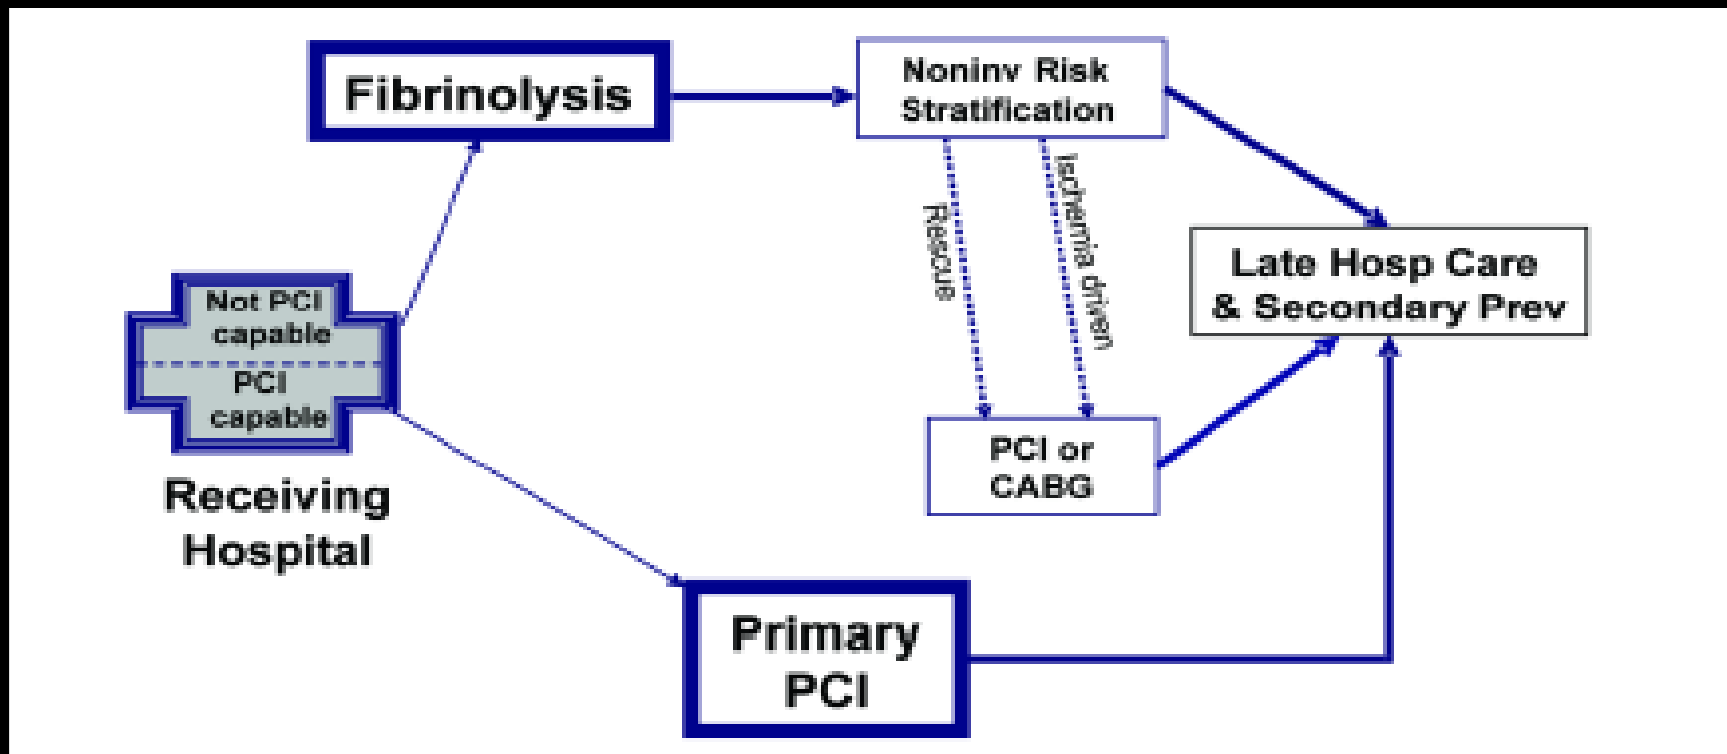 Fibrinolysis
Noninv Risk
Stratification
Rescue
Ischemia driven
Late Hosp Care
& Secondary Prev
Not PCI
capable
PCI
capable
Receiving
Hospital
PCI or
CABG
Primary
PCI